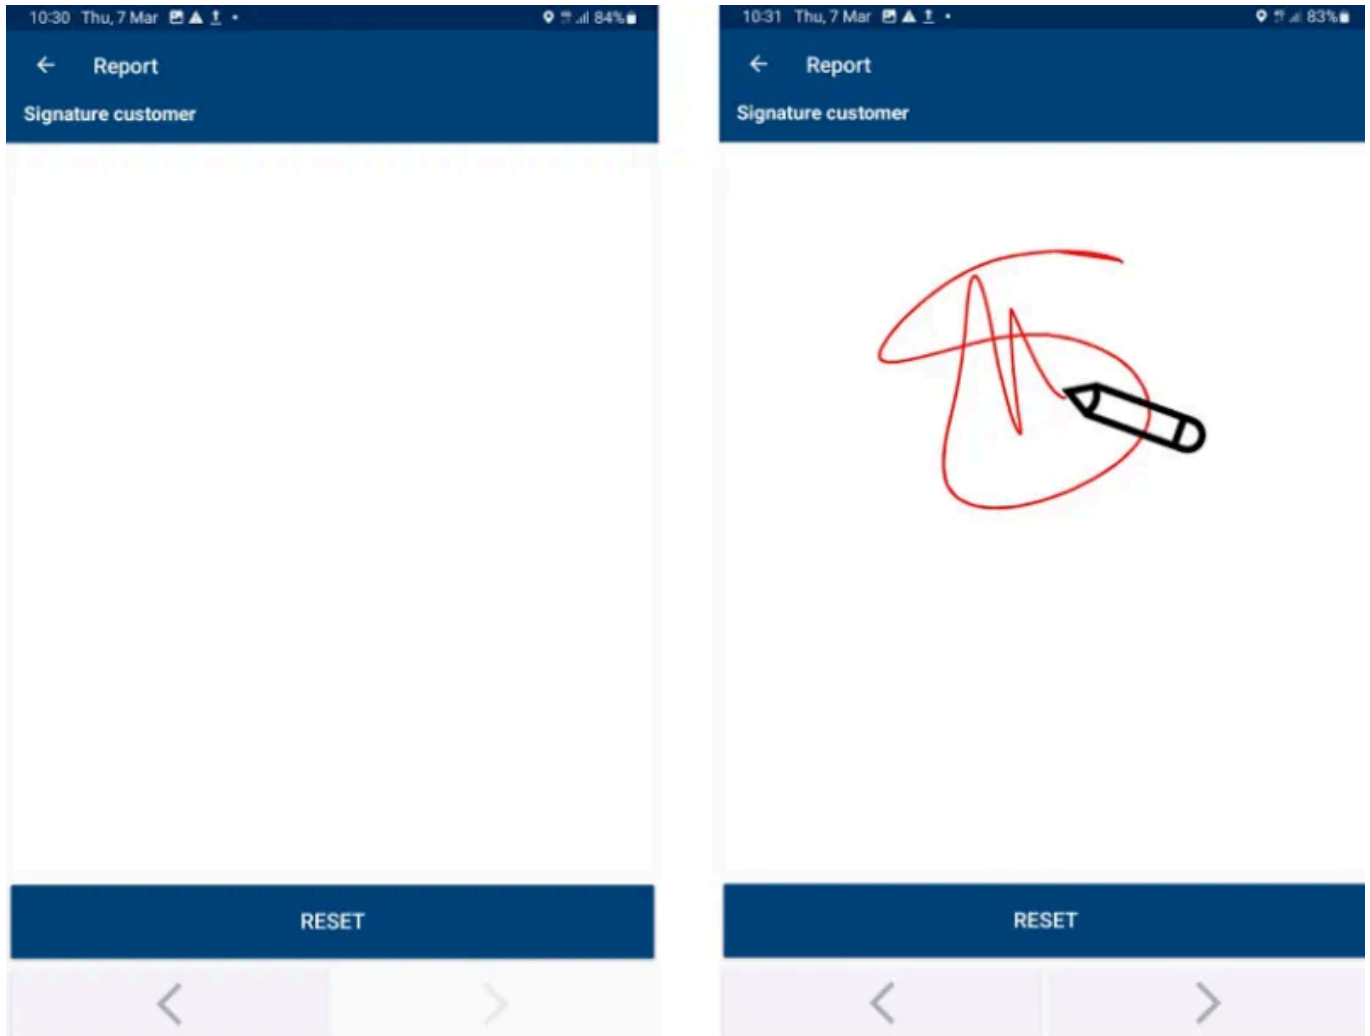 10:30 Thu, 7 Mar
84%
Report
Signature customer
RESET
10:31 Thu, 7 Mar
83%
Report
Signature customer
RESET